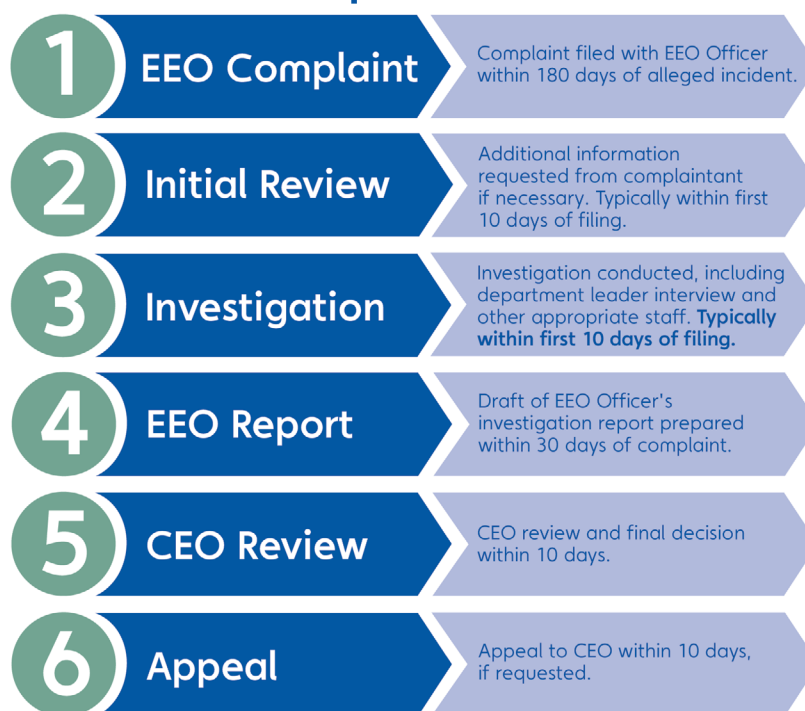 1
EEO Complaint
Complaint filed with EEO Officer
within 180 days of alleged incident.
2
Initial Review
Additional information
requested from complainant
if necessary. Typically within first
10 days of filing.
3
Investigation
Investigation conducted, including
department leader interview and
other appropriate staff. Typically
within first 10 days of filing.
4
EEO Report
Draft of EEO Officer's
investigation report prepared
within 30 days of complaint.
5
CEO Review
CEO review and final decision
within 10 days.
6
Appeal
Appeal to CEO within 10 days,
if requested.